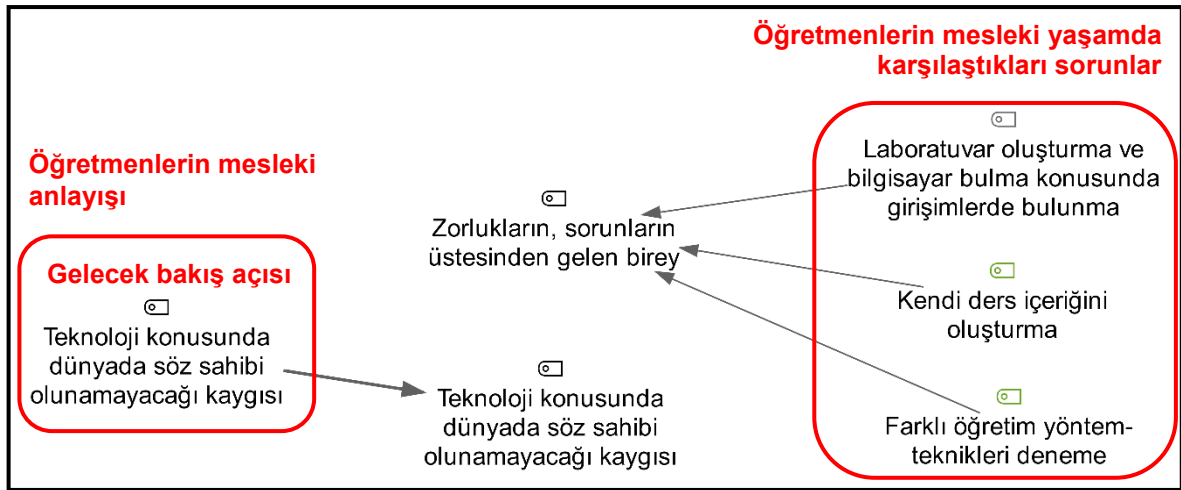 Öğretmenlerin mesleki yaşamda
karşılaştıkları sorunlar
Laboratuvar oluşturma ve
bilgisayar bulma konusunda
girişimlerde bulunma
Kendi ders içeriğini
oluşturma
Farklı öğretim yöntem-
teknikleri deneme
Zorlukların, sorunların
üstesinden gelen birey
Öğretmenlerin mesleki
anlayışı
Gelecek bakış açısı
Teknoloji konusunda
dünyada söz sahibi
olunamayacağı kaygısı
Teknoloji konusunda
dünyada söz sahibi
olunamayacağı kaygısı